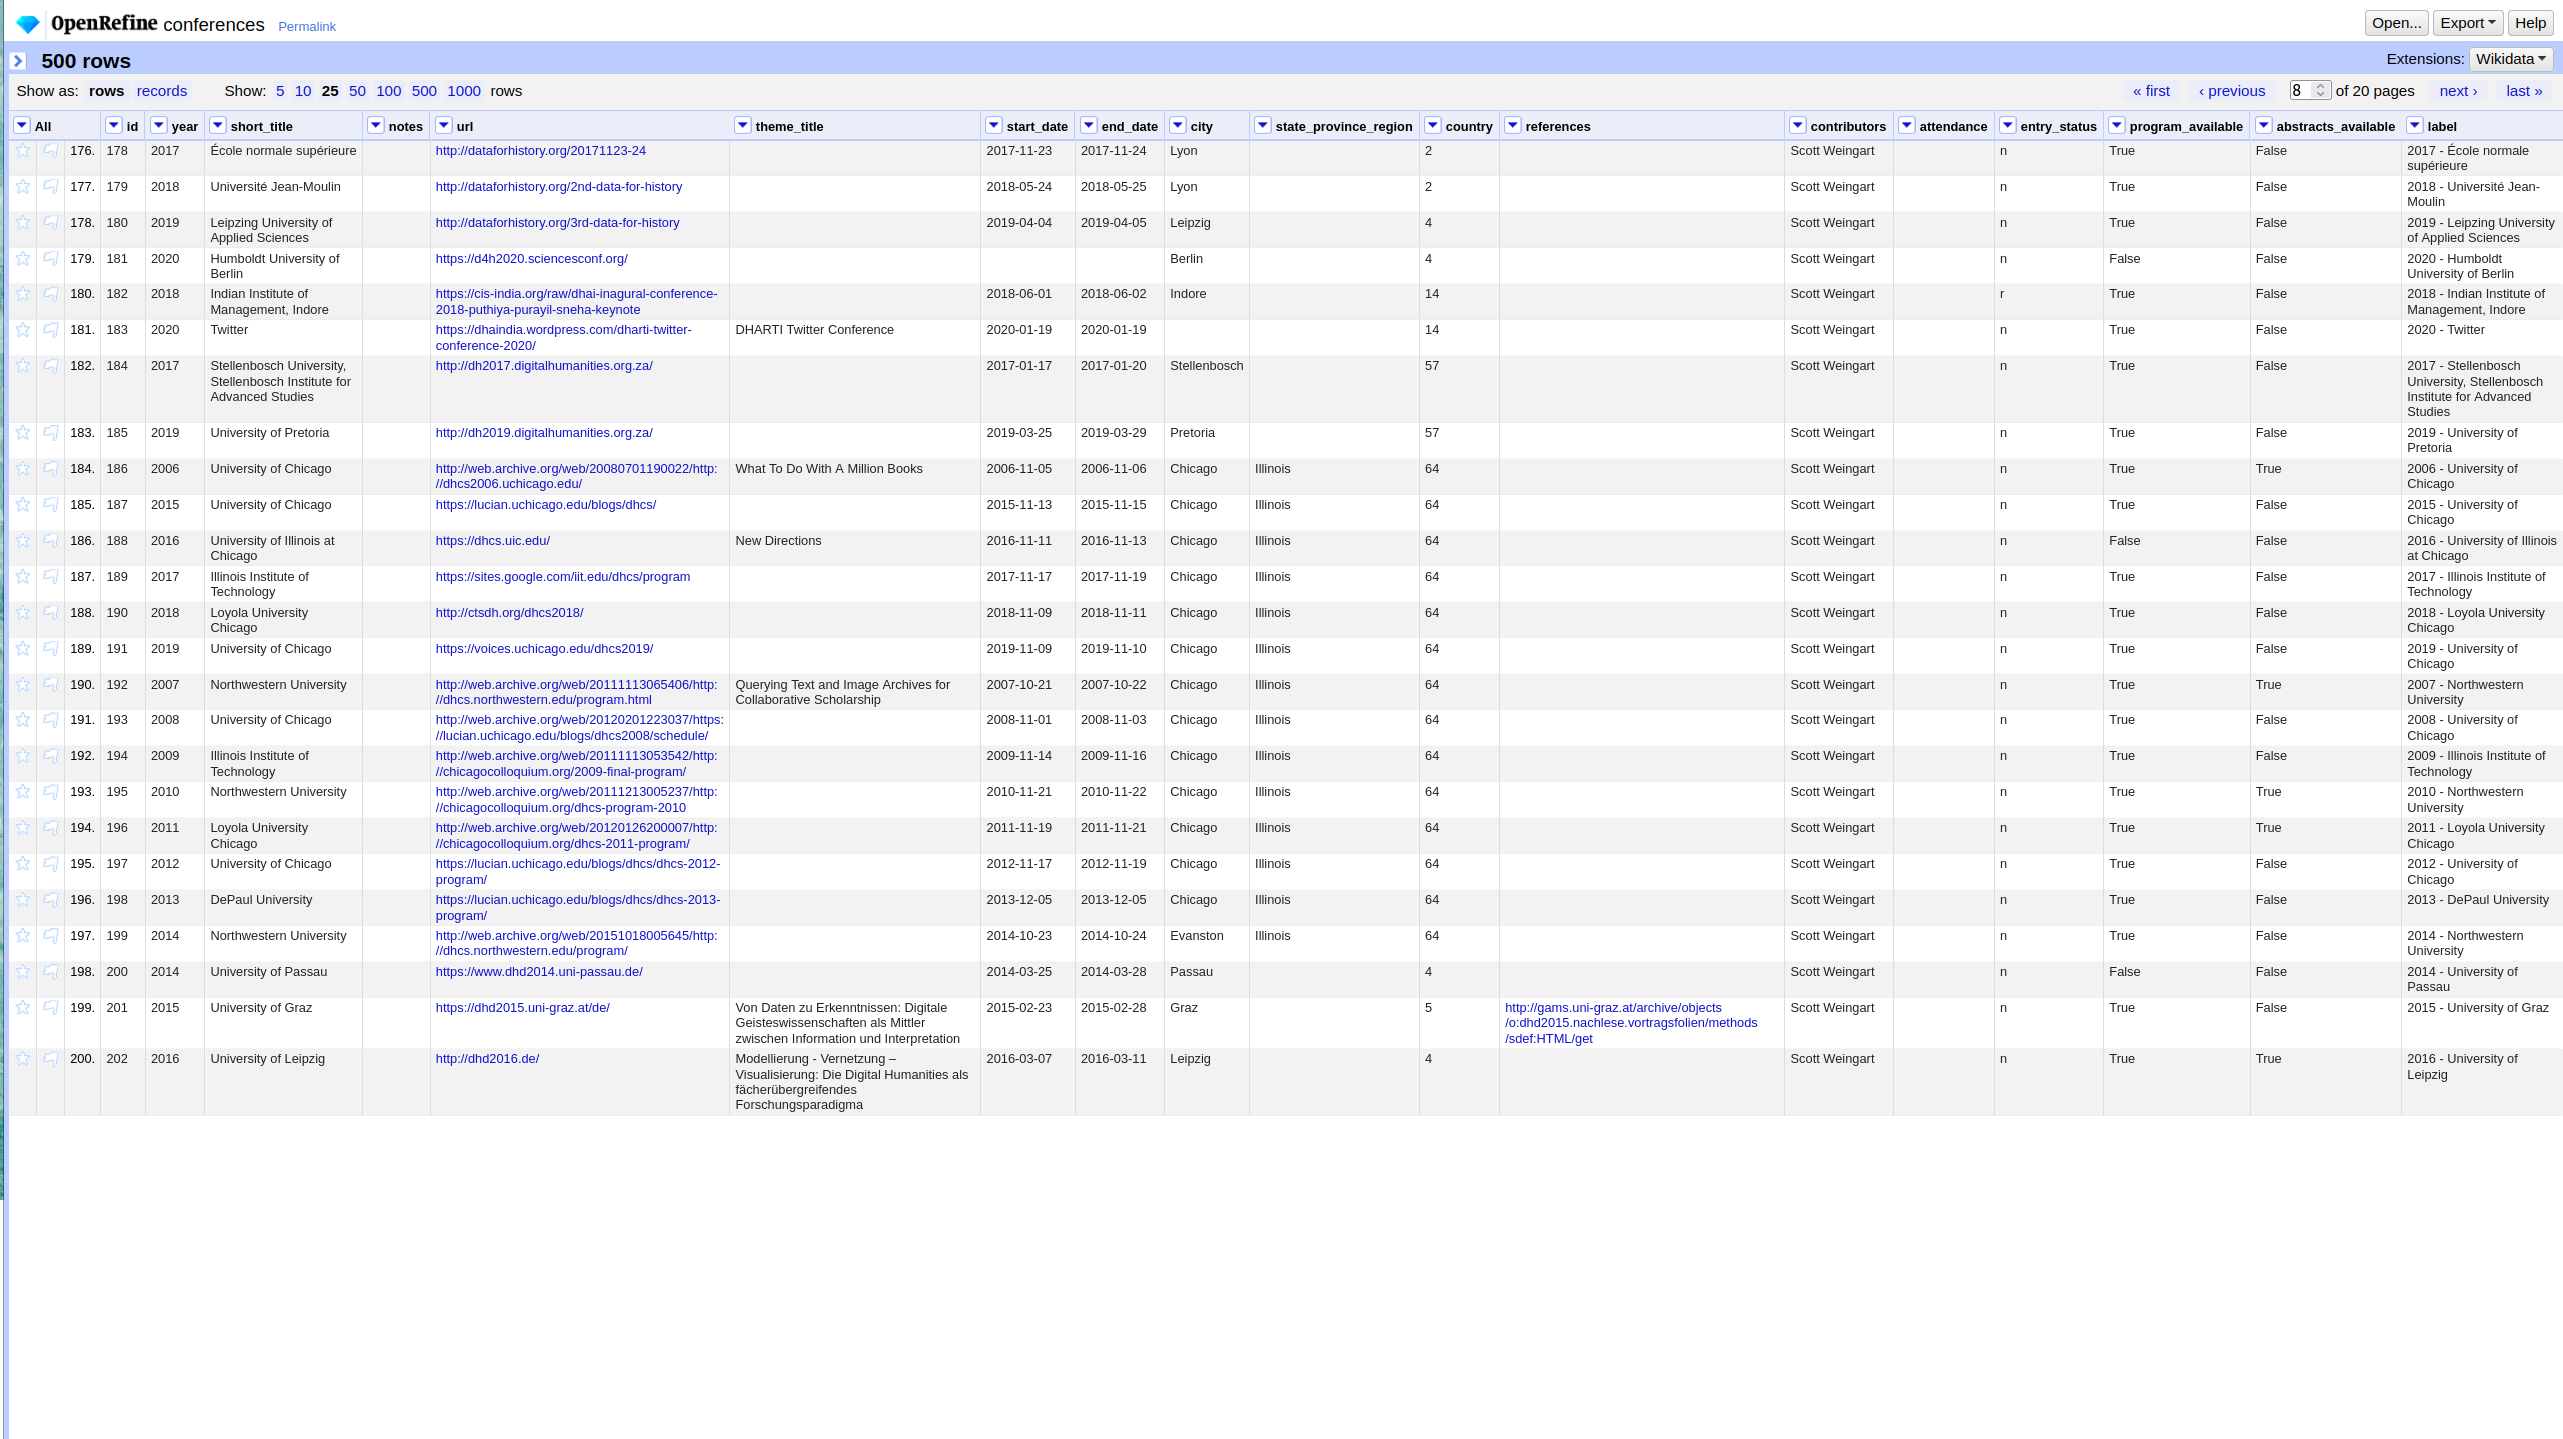 OpenRefine conferences Permalink Open... Export Help
500 rows Extensions: Wikidata
Show as: rows records Show: 5 10 25 50 100 500 1000 rows « first ‹ previous 8 of 20 pages next › last »
All id year short_title notes url theme_title start_date end_date city state_province_region country references contributors attendance entry_status program_available abstracts_available label
176. 178 2017 École normale supérieure http://dataforhistory.org/20171123-24 2017-11-23 2017-11-24 Lyon 2 Scott Weingart n True False 2017 - École normale
supérieure
177. 179 2018 Université Jean-Moulin http://dataforhistory.org/2nd-data-for-history 2018-05-24 2018-05-25 Lyon 2 Scott Weingart n True False 2018 - Université Jean-
Moulin
178. 180 2019 Leipzing University of http://dataforhistory.org/3rd-data-for-history 2019-04-04 2019-04-05 Leipzig 4 Scott Weingart n True False 2019 - Leipzing University
Applied Sciences of Applied Sciences
179. 181 2020 Humboldt University of https://d4h2020.sciencesconf.org/ Berlin 4 Scott Weingart n False False 2020 - Humboldt
Berlin University of Berlin
180. 182 2018 Indian Institute of https://cis-india.org/raw/dhai-inagural-conference- 2018-06-01 2018-06-02 Indore 14 Scott Weingart r True False 2018 - Indian Institute of
Management, Indore 2018-puthiya-purayil-sneha-keynote Management, Indore
181. 183 2020 Twitter https://dhaindia.wordpress.com/dharti-twitter- DHARTI Twitter Conference 2020-01-19 2020-01-19 14 Scott Weingart n True False 2020 - Twitter
conference-2020/
182. 184 2017 Stellenbosch University, http://dh2017.digitalhumanities.org.za/ 2017-01-17 2017-01-20 Stellenbosch 57 Scott Weingart n True False 2017 - Stellenbosch
Stellenbosch Institute for University, Stellenbosch
Advanced Studies Institute for Advanced
Studies
183. 185 2019 University of Pretoria http://dh2019.digitalhumanities.org.za/ 2019-03-25 2019-03-29 Pretoria 57 Scott Weingart n True False 2019 - University of
Pretoria
184. 186 2006 University of Chicago http://web.archive.org/web/20080701190022/http: What To Do With A Million Books 2006-11-05 2006-11-06 Chicago Illinois 64 Scott Weingart n True True 2006 - University of
//dhcs2006.uchicago.edu/ Chicago
185. 187 2015 University of Chicago https://lucian.uchicago.edu/blogs/dhcs/ 2015-11-13 2015-11-15 Chicago Illinois 64 Scott Weingart n True False 2015 - University of
Chicago
186. 188 2016 University of Illinois at https://dhcs.uic.edu/ New Directions 2016-11-11 2016-11-13 Chicago Illinois 64 Scott Weingart n False False 2016 - University of Illinois
Chicago at Chicago
187. 189 2017 Illinois Institute of https://sites.google.com/iit.edu/dhcs/program 2017-11-17 2017-11-19 Chicago Illinois 64 Scott Weingart n True False 2017 - Illinois Institute of
Technology Technology
188. 190 2018 Loyola University http://ctsdh.org/dhcs2018/ 2018-11-09 2018-11-11 Chicago Illinois 64 Scott Weingart n True False 2018 - Loyola University
Chicago Chicago
189. 191 2019 University of Chicago https://voices.uchicago.edu/dhcs2019/ 2019-11-09 2019-11-10 Chicago Illinois 64 Scott Weingart n True False 2019 - University of
Chicago
190. 192 2007 Northwestern University http://web.archive.org/web/20111113065406/http: Querying Text and Image Archives for 2007-10-21 2007-10-22 Chicago Illinois 64 Scott Weingart n True True 2007 - Northwestern
//dhcs.northwestern.edu/program.html Collaborative Scholarship University
191. 193 2008 University of Chicago http://web.archive.org/web/20120201223037/https: 2008-11-01 2008-11-03 Chicago Illinois 64 Scott Weingart n True False 2008 - University of
//lucian.uchicago.edu/blogs/dhcs2008/schedule/ Chicago
192. 194 2009 Illinois Institute of http://web.archive.org/web/20111113053542/http: 2009-11-14 2009-11-16 Chicago Illinois 64 Scott Weingart n True False 2009 - Illinois Institute of
Technology //chicagocolloquium.org/2009-final-program/ Technology
193. 195 2010 Northwestern University http://web.archive.org/web/20111213005237/http: 2010-11-21 2010-11-22 Chicago Illinois 64 Scott Weingart n True True 2010 - Northwestern
//chicagocolloquium.org/dhcs-program-2010 University
194. 196 2011 Loyola University http://web.archive.org/web/20120126200007/http: 2011-11-19 2011-11-21 Chicago Illinois 64 Scott Weingart n True True 2011 - Loyola University
Chicago //chicagocolloquium.org/dhcs-2011-program/ Chicago
195. 197 2012 University of Chicago https://lucian.uchicago.edu/blogs/dhcs/dhcs-2012- 2012-11-17 2012-11-19 Chicago Illinois 64 Scott Weingart n True False 2012 - University of
program/ Chicago
196. 198 2013 DePaul University https://lucian.uchicago.edu/blogs/dhcs/dhcs-2013- 2013-12-05 2013-12-05 Chicago Illinois 64 Scott Weingart n True False 2013 - DePaul University
program/
197. 199 2014 Northwestern University http://web.archive.org/web/20151018005645/http: 2014-10-23 2014-10-24 Evanston Illinois 64 Scott Weingart n True False 2014 - Northwestern
//dhcs.northwestern.edu/program/ University
198. 200 2014 University of Passau https://www.dhd2014.uni-passau.de/ 2014-03-25 2014-03-28 Passau 4 Scott Weingart n False False 2014 - University of
Passau
199. 201 2015 University of Graz https://dhd2015.uni-graz.at/de/ Von Daten zu Erkenntnissen: Digitale 2015-02-23 2015-02-28 Graz 5 http://gams.uni-graz.at/archive/objects Scott Weingart n True False 2015 - University of Graz
Geisteswissenschaften als Mittler /o:dhd2015.nachlese.vortragsfolien/methods
zwischen Information und Interpretation /sdef:HTML/get
200. 202 2016 University of Leipzig http://dhd2016.de/ Modellierung - Vernetzung – 2016-03-07 2016-03-11 Leipzig 4 Scott Weingart n True True 2016 - University of
Visualisierung: Die Digital Humanities als Leipzig
fächerübergreifendes
Forschungsparadigma